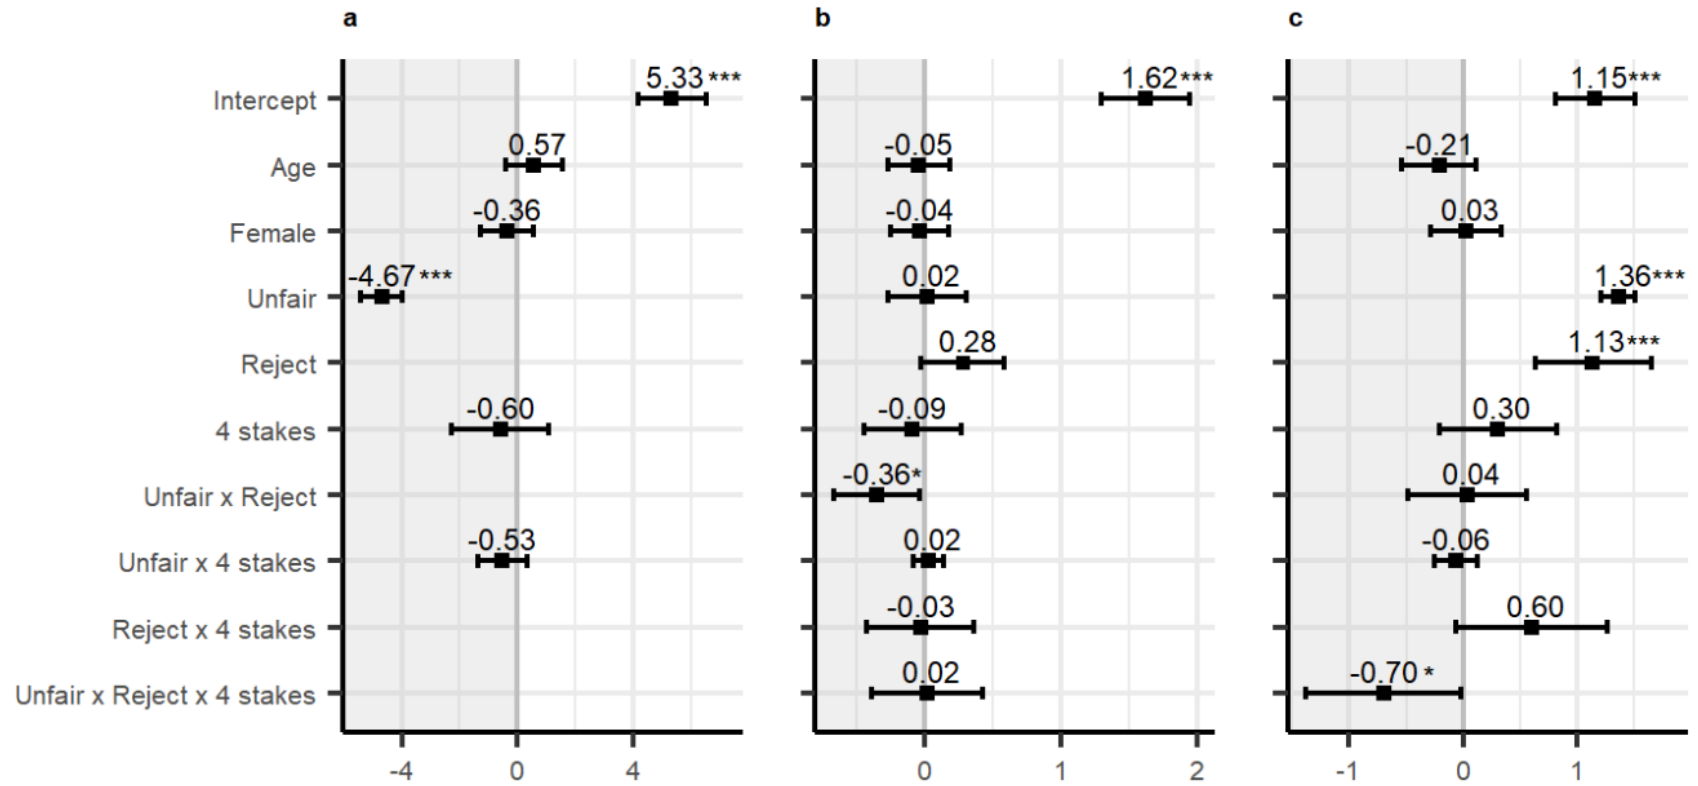 a b c
Intercept 5.33 *** 1.62 *** 1.15 ***
Age 0.57 -0.05 -0.21
Female -0.36 -0.04 0.03
Unfair -4.67 *** 0.02 1.36 ***
Reject 0.28 1.13 ***
4 stakes -0.60 -0.09 0.30
Unfair x Reject -0.36 * 0.04
Unfair x 4 stakes -0.53 0.02 -0.06
Reject x 4 stakes -0.03 0.60
Unfair x Reject x 4 stakes 0.02 -0.70 *
-4 0 4 0 1 2 -1 0 1